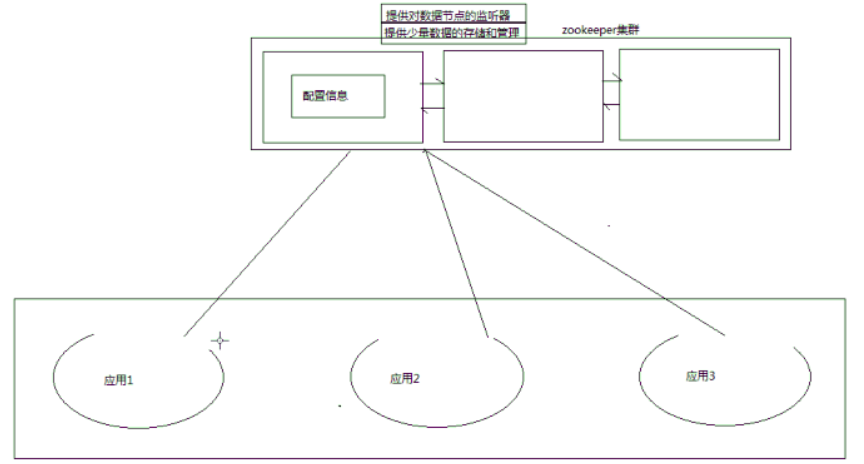 提供对数据节点的监听器
提供少量数据的存储和管理
zookeeper集群
配置信息
应用1
应用2
应用3